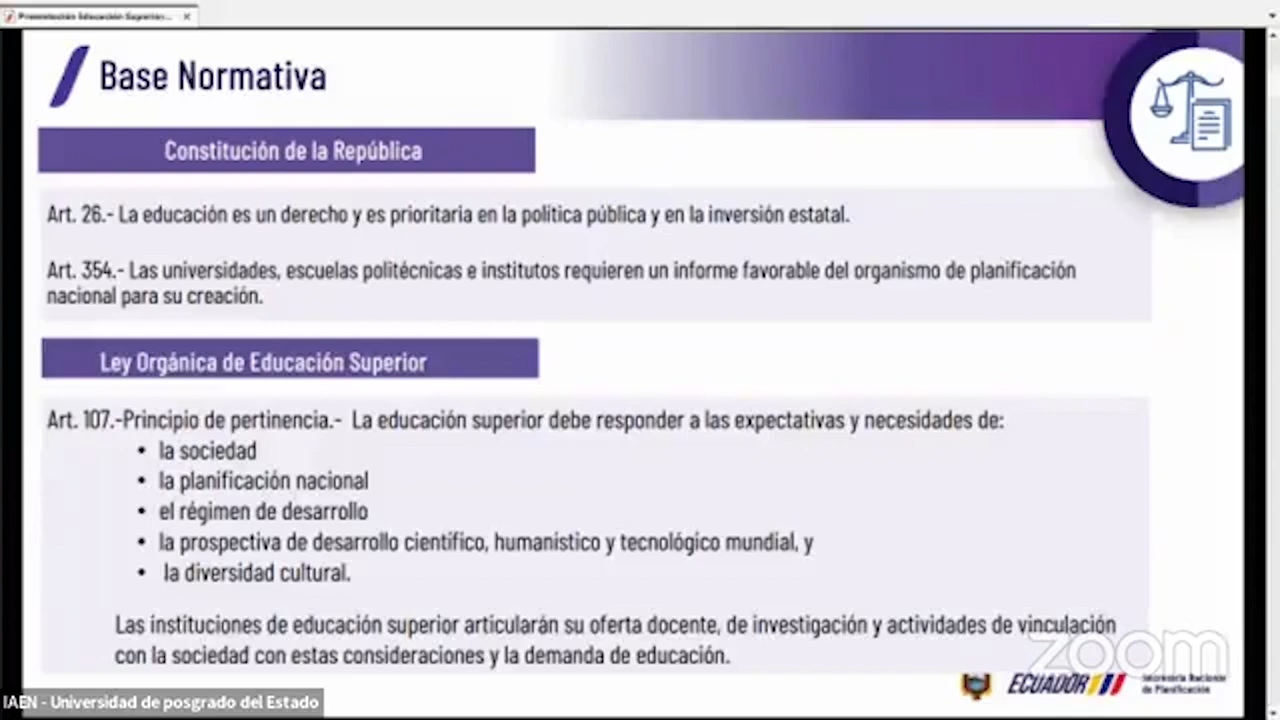 Presentación Educación Superior...
Base Normativa
Constitución de la República
Art. 26.- La educación es un derecho y es prioritaria en la política pública y en la inversión estatal.
Art. 354.- Las universidades, escuelas politécnicas e institutos requieren un informe favorable del organismo de planificación
nacional para su creación.
Ley Orgánica de Educación Superior
Art. 107.-Principio de pertinencia.- La educación superior debe responder a las expectativas y necesidades de:
• la sociedad
• la planificación nacional
• el régimen de desarrollo
• la prospectiva de desarrollo científico, humanístico y tecnológico mundial, y
• la diversidad cultural.
Las instituciones de educación superior articularán su oferta docente, de investigación y actividades de vinculación
con la sociedad con estas consideraciones y la demanda de educación.
zoom
ECUADOR
Secretaría Nacional
de Planificación
IAEN - Universidad de posgrado del Estado